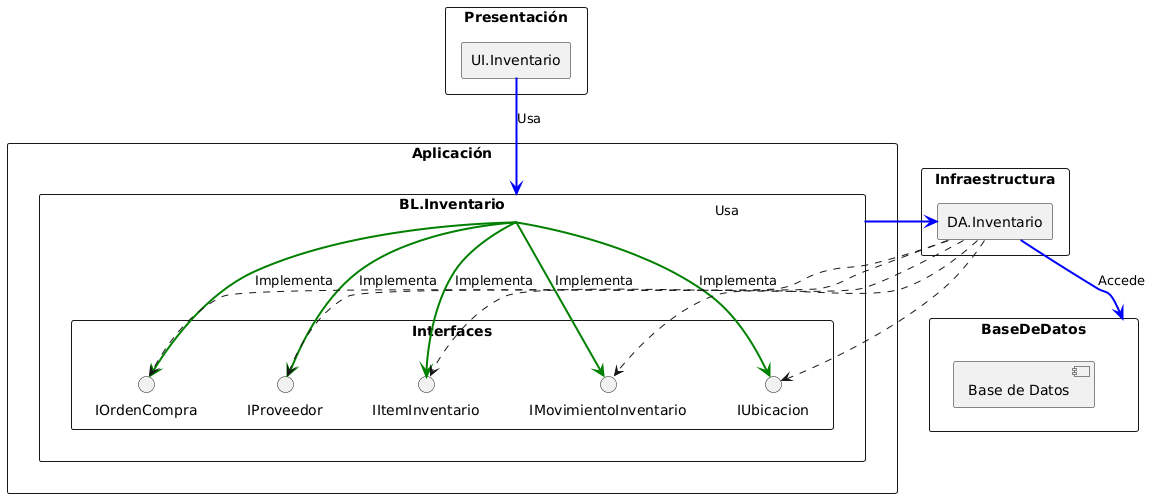 Presentación
UI.Inventario
Usa
Aplicación
Infraestructura
BL.Inventario
Usa
DA.Inventario
Implementa
Implementa
Implementa
Implementa
Implementa
Accede
Interfaces
BaseDeDatos
Base de Datos
IOrdenCompra
IProveedor
IItemInventario
IMovimientoInventario
IUbicacion